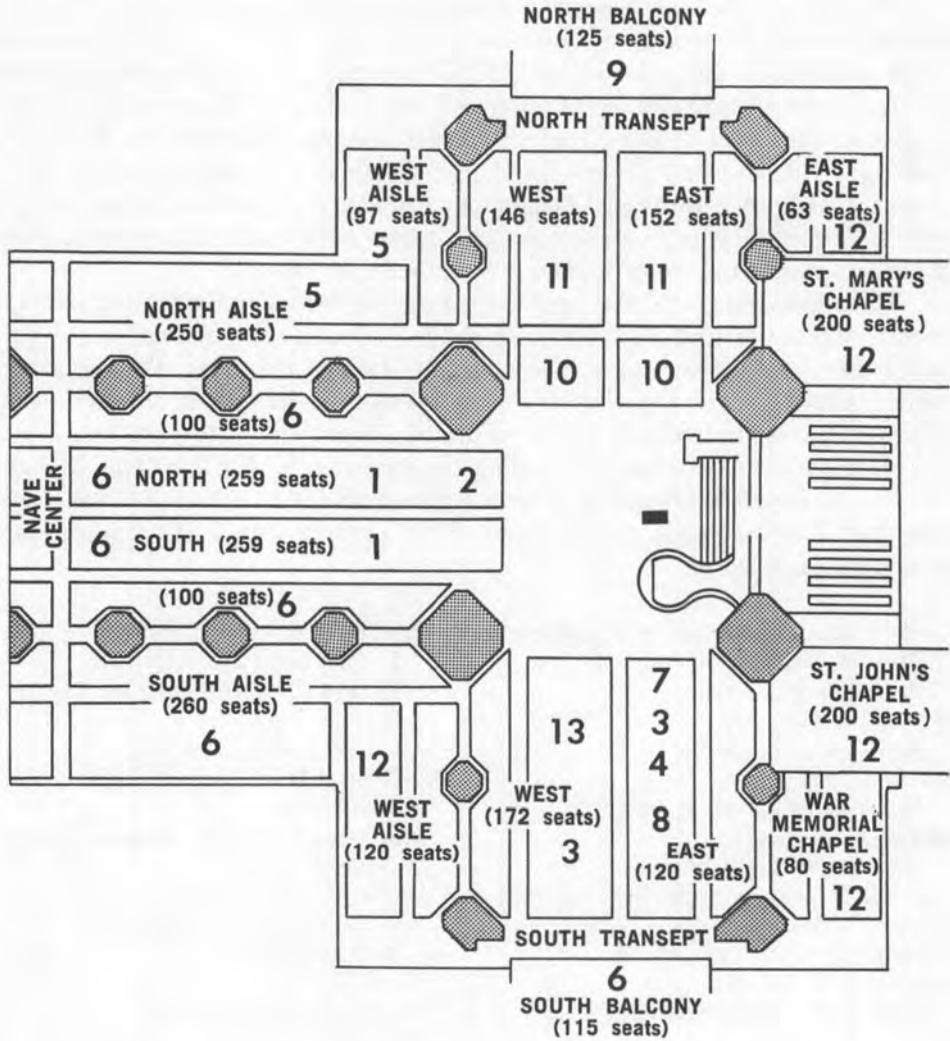 NORTH BALCONY
(125 seats)
9
NORTH TRANSEPT
WEST
AISLE
(97 seats)
5
WEST
(146 seats)
11
EAST
(152 seats)
11
EAST
AISLE
(63 seats)
12
5
NORTH AISLE
(250 seats)
ST. MARY'S
CHAPEL
(200 seats)
12
10
10
6
(100 seats)
NAVE
CENTER
6 NORTH (259 seats) 1 2
6 SOUTH (259 seats) 1
(100 seats) 6
SOUTH AISLE
(260 seats)
6
12
WEST
AISLE
(120 seats)
13
WEST
(172 seats)
3
7
3
4
8
EAST
(120 seats)
ST. JOHN'S
CHAPEL
(200 seats)
12
WAR
MEMORIAL
CHAPEL
(80 seats)
12
SOUTH TRANSEPT
6
SOUTH BALCONY
(115 seats)